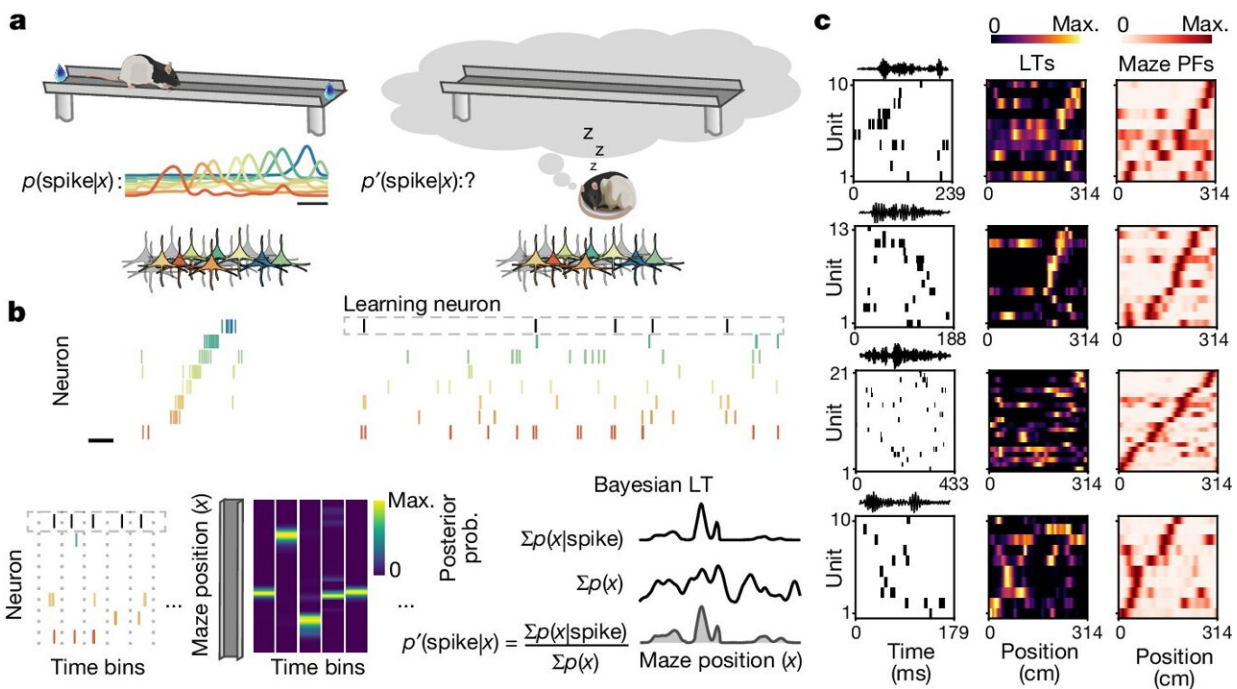 a
p(spike|x):
p′(spike|x):?
z
z
z
b
Learning neuron
Neuron
Neuron
Time bins
...
Maze position (x)
Time bins
Max.
0
Posterior
prob.
...
Bayesian LT
Σp(x|spike)
Σp(x)
p′(spike|x) = Σp(x|spike)
Σp(x)
Maze position (x)
c
0 Max. 0 Max.
LTs Maze PFs
10
Unit
1
0 239 0 314 0 314
13
Unit
1
0 188 0 314 0 314
21
Unit
1
0 433 0 314 0 314
10
Unit
1
0 179 0 314 0 314
Time Position Position
(ms) (cm) (cm)